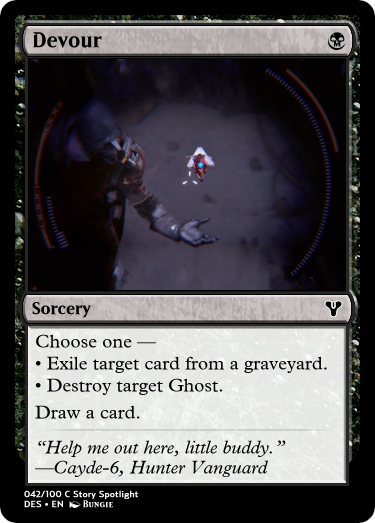 Devour
Sorcery
Choose one —
• Exile target card from a graveyard.
• Destroy target Ghost.
Draw a card.
“Help me out here, little buddy.”
—Cayde-6, Hunter Vanguard
042/100 C Story Spotlight
DES • EN Bungie